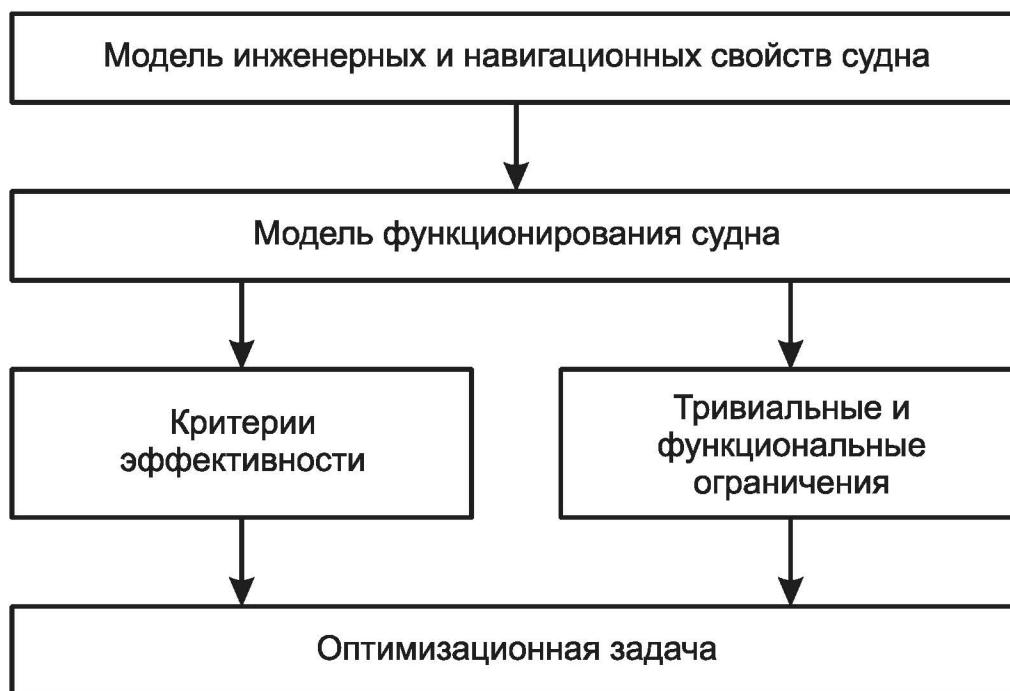 Модель инженерных и навигационных свойств судна
Модель функционирования судна
Критерии
эффективности
Тривиальные и
функциональные
ограничения
Оптимизационная задача